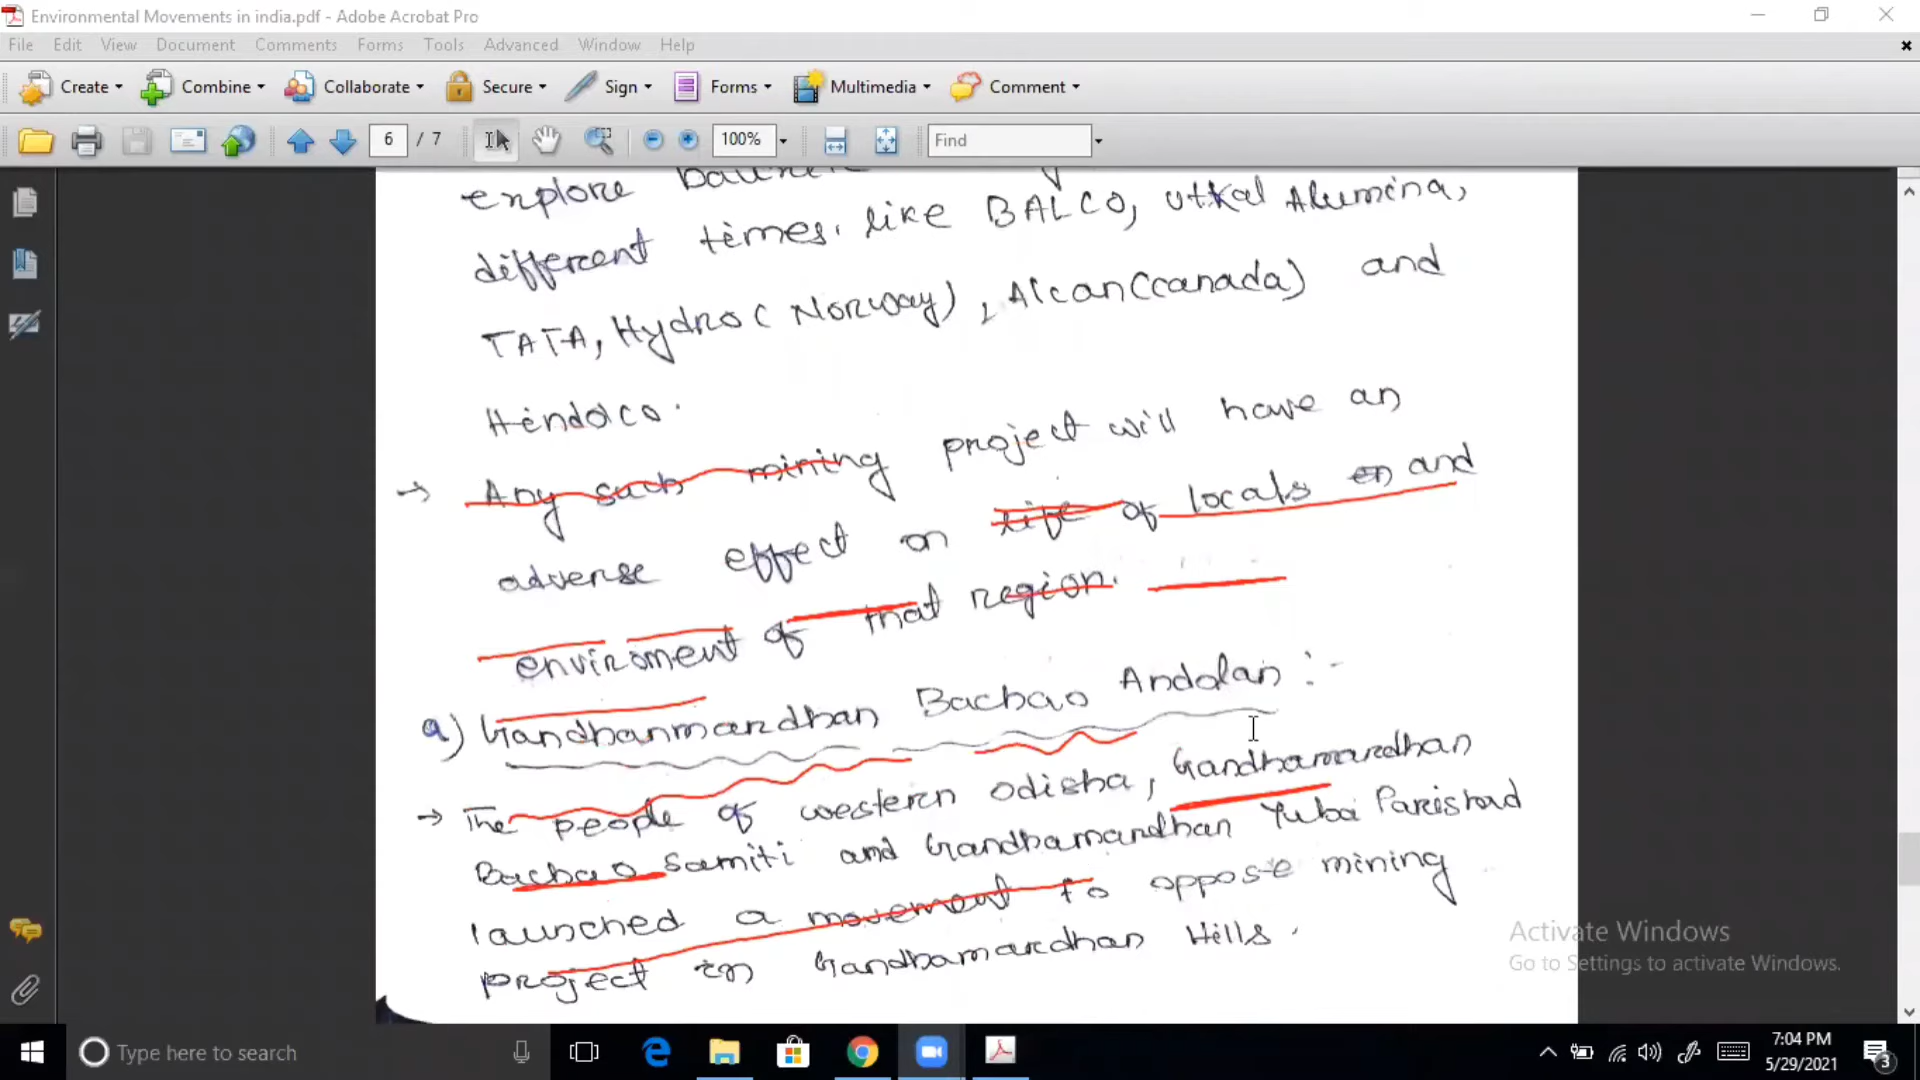 Environmental Movements in india.pdf - Adobe Acrobat Pro
File Edit View Document Comments Forms Tools Advanced Window Help
Create Combine Collaborate Secure Sign Forms Multimedia Comment
6 / 7 100% Find
explore
different times. like BALCO, utkal Alumina,
TATA, Hydro ( Norway), Alcan(canada) and
Hindalco.
→ Any such mining project will have an
adverse effect on life of locals en and
enviroment of that region.
a) Gandhanmardhan Bachao Andolan :-
→ The people of western odisha, Gandhamardhan
Bachao Samiti and Gandhamardhan Yuba Parishad
launched a movement to oppose mining
project in Gandhamardhan Hills.
Activate Windows
Go to Settings to activate Windows.
Type here to search
7:04 PM
5/29/2021
3